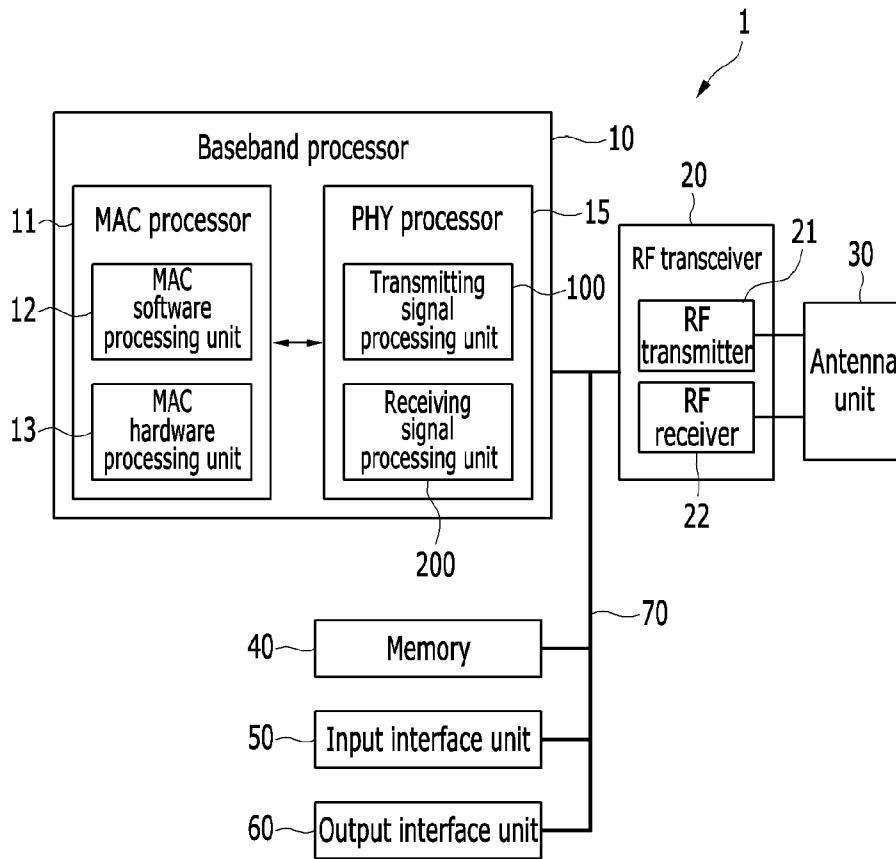 1
Baseband processor
10
11
MAC processor
12
MAC
software
processing unit
13
MAC
hardware
processing unit
PHY processor
15
Transmitting
signal
processing unit
100
Receiving
signal
processing unit
200
20
RF transceiver
21
RF
transmitter
RF
receiver
22
30
Antenna
unit
70
40
Memory
50
Input interface unit
60
Output interface unit